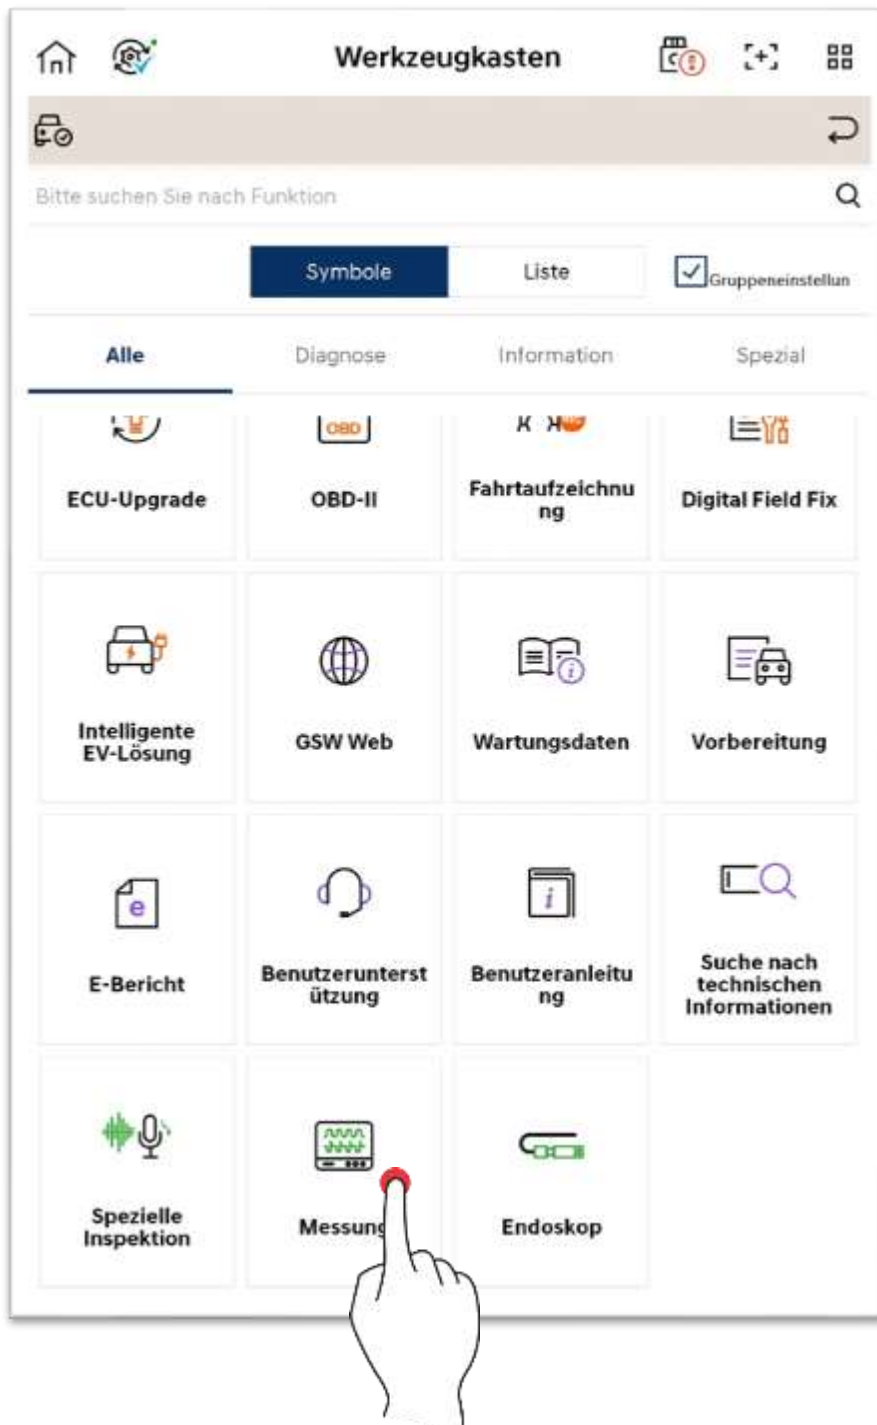 Werkzeugkasten
Bitte suchen Sie nach Funktion
Symbole
Liste
Gruppeneinstellun
Alle
Diagnose
Information
Spezial
OBD
ECU-Upgrade
OBD-II
Fahrtaufzeichnu
ng
Digital Field Fix
Intelligente
EV-Lösung
GSW Web
Wartungsdaten
Vorbereitung
e
i
E-Bericht
Benutzerunterst
ützung
Benutzeranleitu
ng
Suche nach
technischen
Informationen
Spezielle
Inspektion
Messung
Endoskop